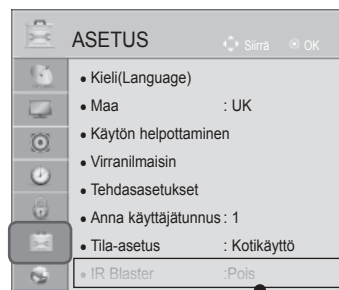 ASETUS Siirrä OK
• Kieli(Language)
• Maa : UK
• Käytön helpottaminen
• Virranilmaisin
• Tehdasasetukset
• Anna käyttäjätunnus : 1
• Tila-asetus : Kotikäyttö
• IR Blaster :Pois